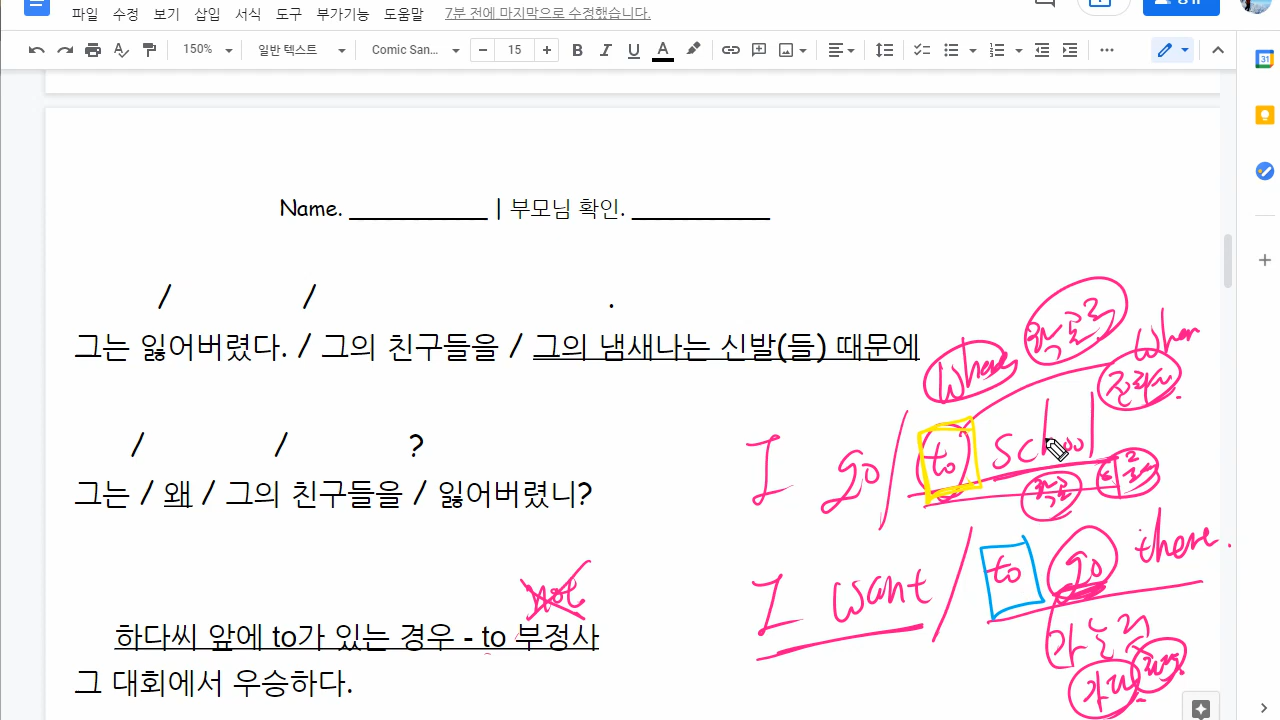 파일 수정 보기 삽입 서식 도구 부가기능 도움말 7분 전에 마지막으로 수정했습니다.
150% 일반 텍스트 Comic San... 15 B I U A
31
Name. ___________ | 부모님 확인. ___________
/ / .
그는 잃어버렸다. / 그의 친구들을 / 그의 냄새나는 신발(들) 때문에
where when
전치사.
/ / ?
그는 / 왜 / 그의 친구들을 / 잃어버렸니?
I go / to school
학교
I want / to go there.
not
하다씨 앞에 to가 있는 경우 - to 부정사
그 대회에서 우승하다.
가다